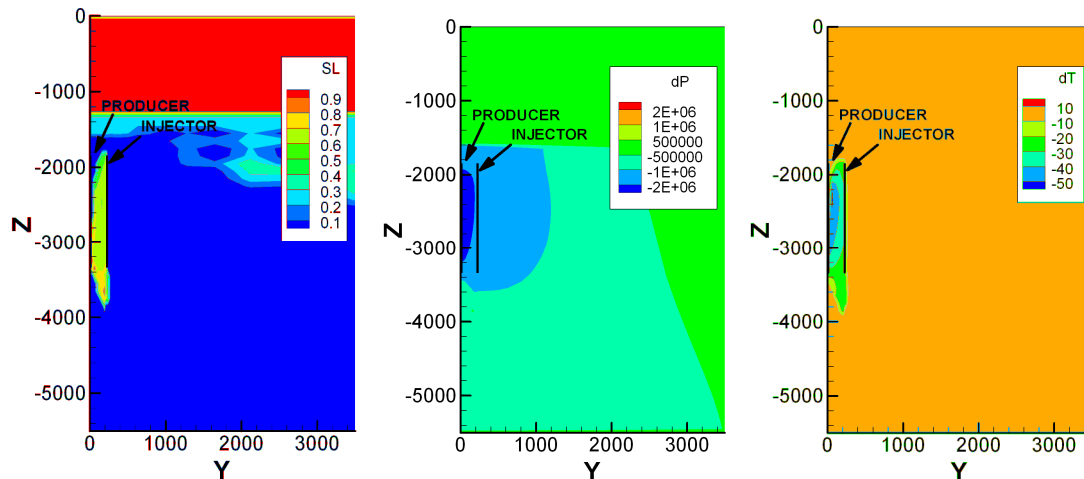 0
-1000
-2000
-3000
-4000
-5000
Z
0 1000 2000 3000
Y
PRODUCER
INJECTOR
SL
0.9
0.8
0.7
0.6
0.5
0.4
0.3
0.2
0.1
0
-1000
-2000
-3000
-4000
-5000
Z
0 1000 2000 3000
Y
PRODUCER
INJECTOR
dP
2E+06
1E+06
500000
-500000
-1E+06
-2E+06
0
-1000
-2000
-3000
-4000
-5000
Z
0 1000 2000 3000
Y
PRODUCER
INJECTOR
dT
10
-10
-20
-30
-40
-50